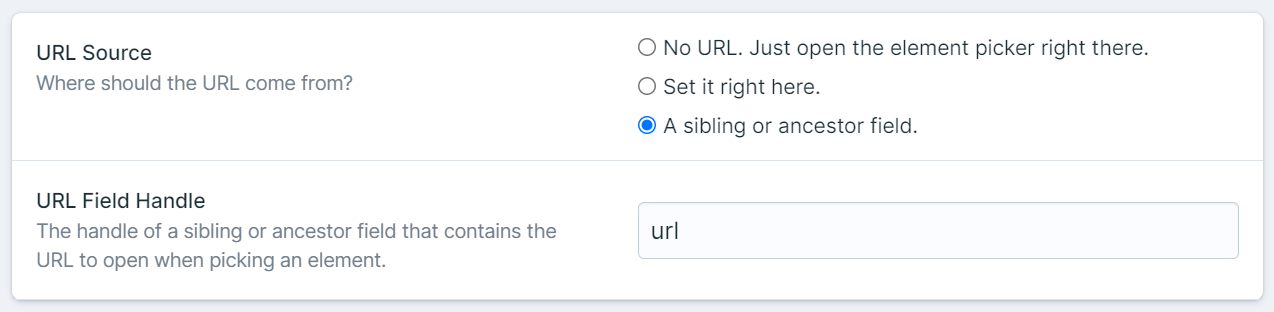 URL Source
Where should the URL come from?
No URL. Just open the element picker right there.
Set it right here.
A sibling or ancestor field.
URL Field Handle
The handle of a sibling or ancestor field that contains the
URL to open when picking an element.
url